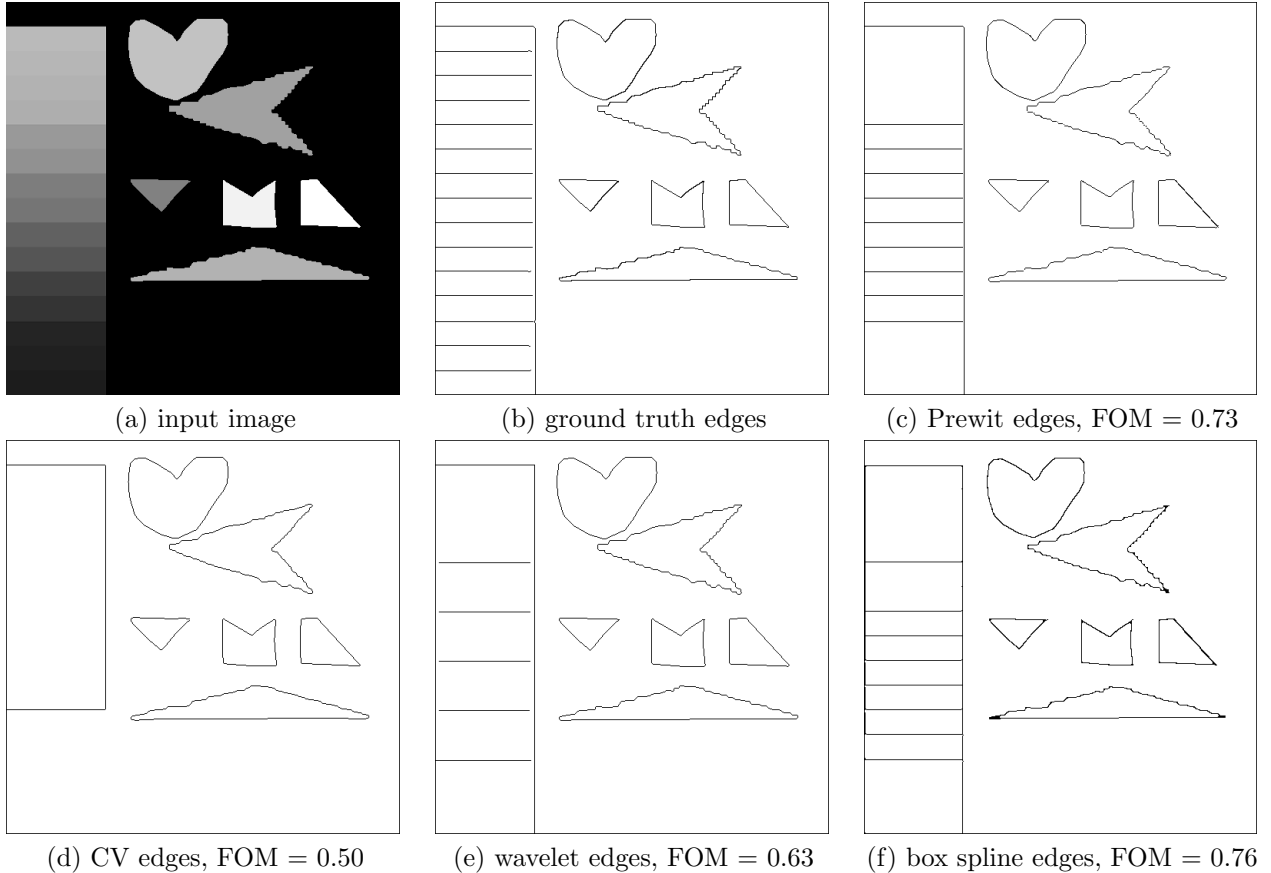 (a) input image
(b) ground truth edges
(c) Prewit edges, FOM = 0.73
(d) CV edges, FOM = 0.50
(e) wavelet edges, FOM = 0.63
(f) box spline edges, FOM = 0.76